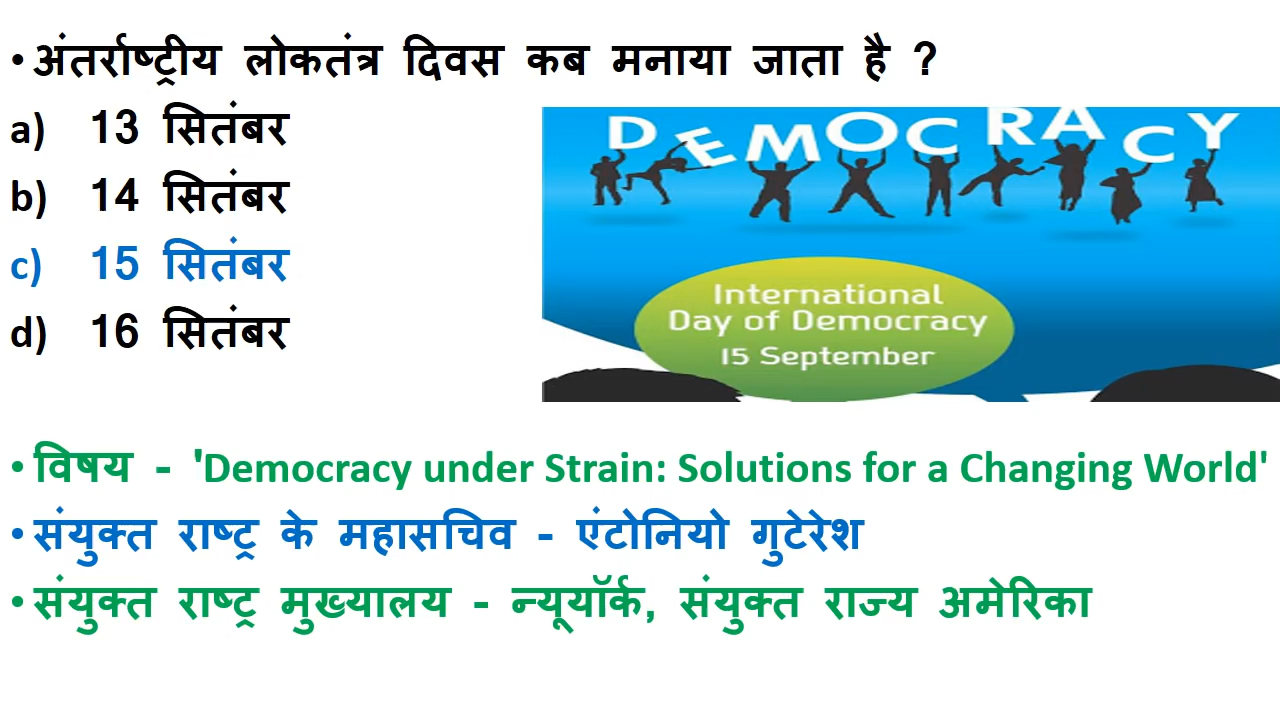 • अंतर्राष्ट्रीय लोकतंत्र दिवस कब मनाया जाता है ?
a) 13 सितंबर
b) 14 सितंबर
c) 15 सितंबर
d) 16 सितंबर
DEMOCRACY
International
Day of Democracy
15 September
• विषय - 'Democracy under Strain: Solutions for a Changing World'
• संयुक्त राष्ट्र के महासचिव - एंटोनियो गुटेरेश
• संयुक्त राष्ट्र मुख्यालय - न्यूयॉर्क, संयुक्त राज्य अमेरिका